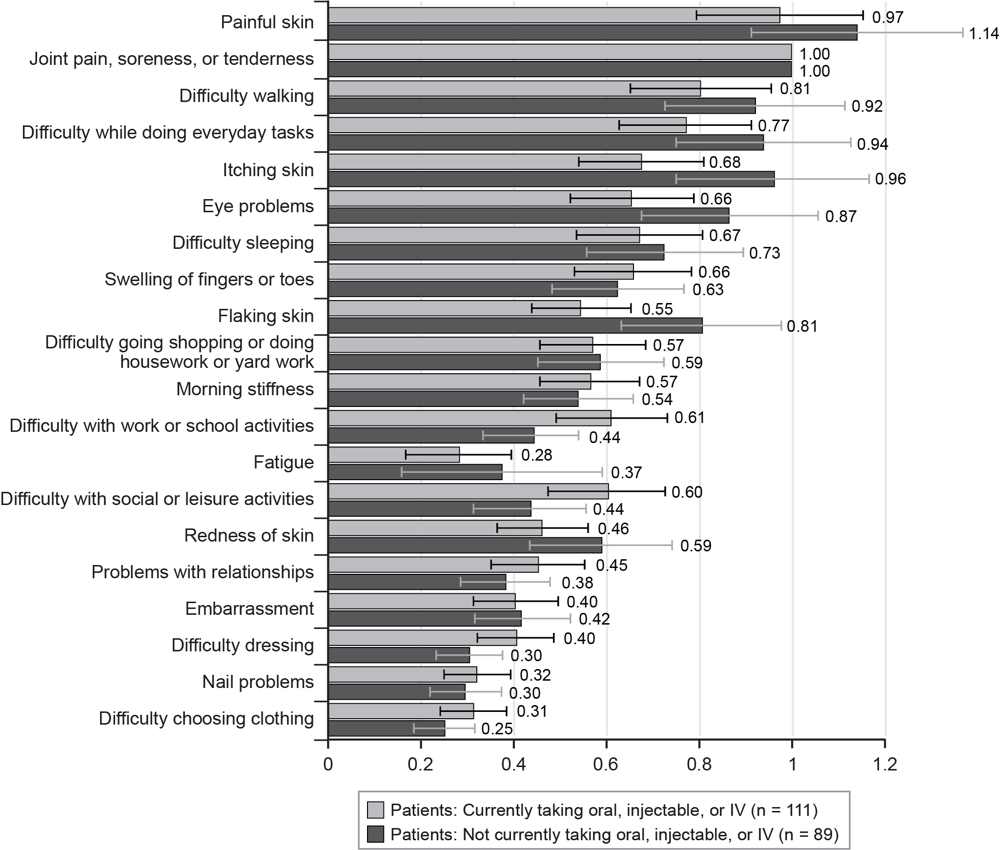 Painful skin
0.97
1.14
Joint pain, soreness, or tenderness
1.00
1.00
Difficulty walking
0.81
0.92
Difficulty while doing everyday tasks
0.77
0.94
Itching skin
0.68
0.96
Eye problems
0.66
0.87
Difficulty sleeping
0.67
0.73
Swelling of fingers or toes
0.66
0.63
Flaking skin
0.55
0.81
Difficulty going shopping or doing
housework or yard work
0.57
0.59
Morning stiffness
0.57
0.54
Difficulty with work or school activities
0.61
0.44
Fatigue
0.28
0.37
Difficulty with social or leisure activities
0.60
0.44
Redness of skin
0.46
0.59
Problems with relationships
0.45
0.38
Embarrassment
0.40
0.42
Difficulty dressing
0.40
0.30
Nail problems
0.32
0.30
Difficulty choosing clothing
0.31
0.25
0 0.2 0.4 0.6 0.8 1 1.2
Patients: Currently taking oral, injectable, or IV (n = 111)
Patients: Not currently taking oral, injectable, or IV (n = 89)